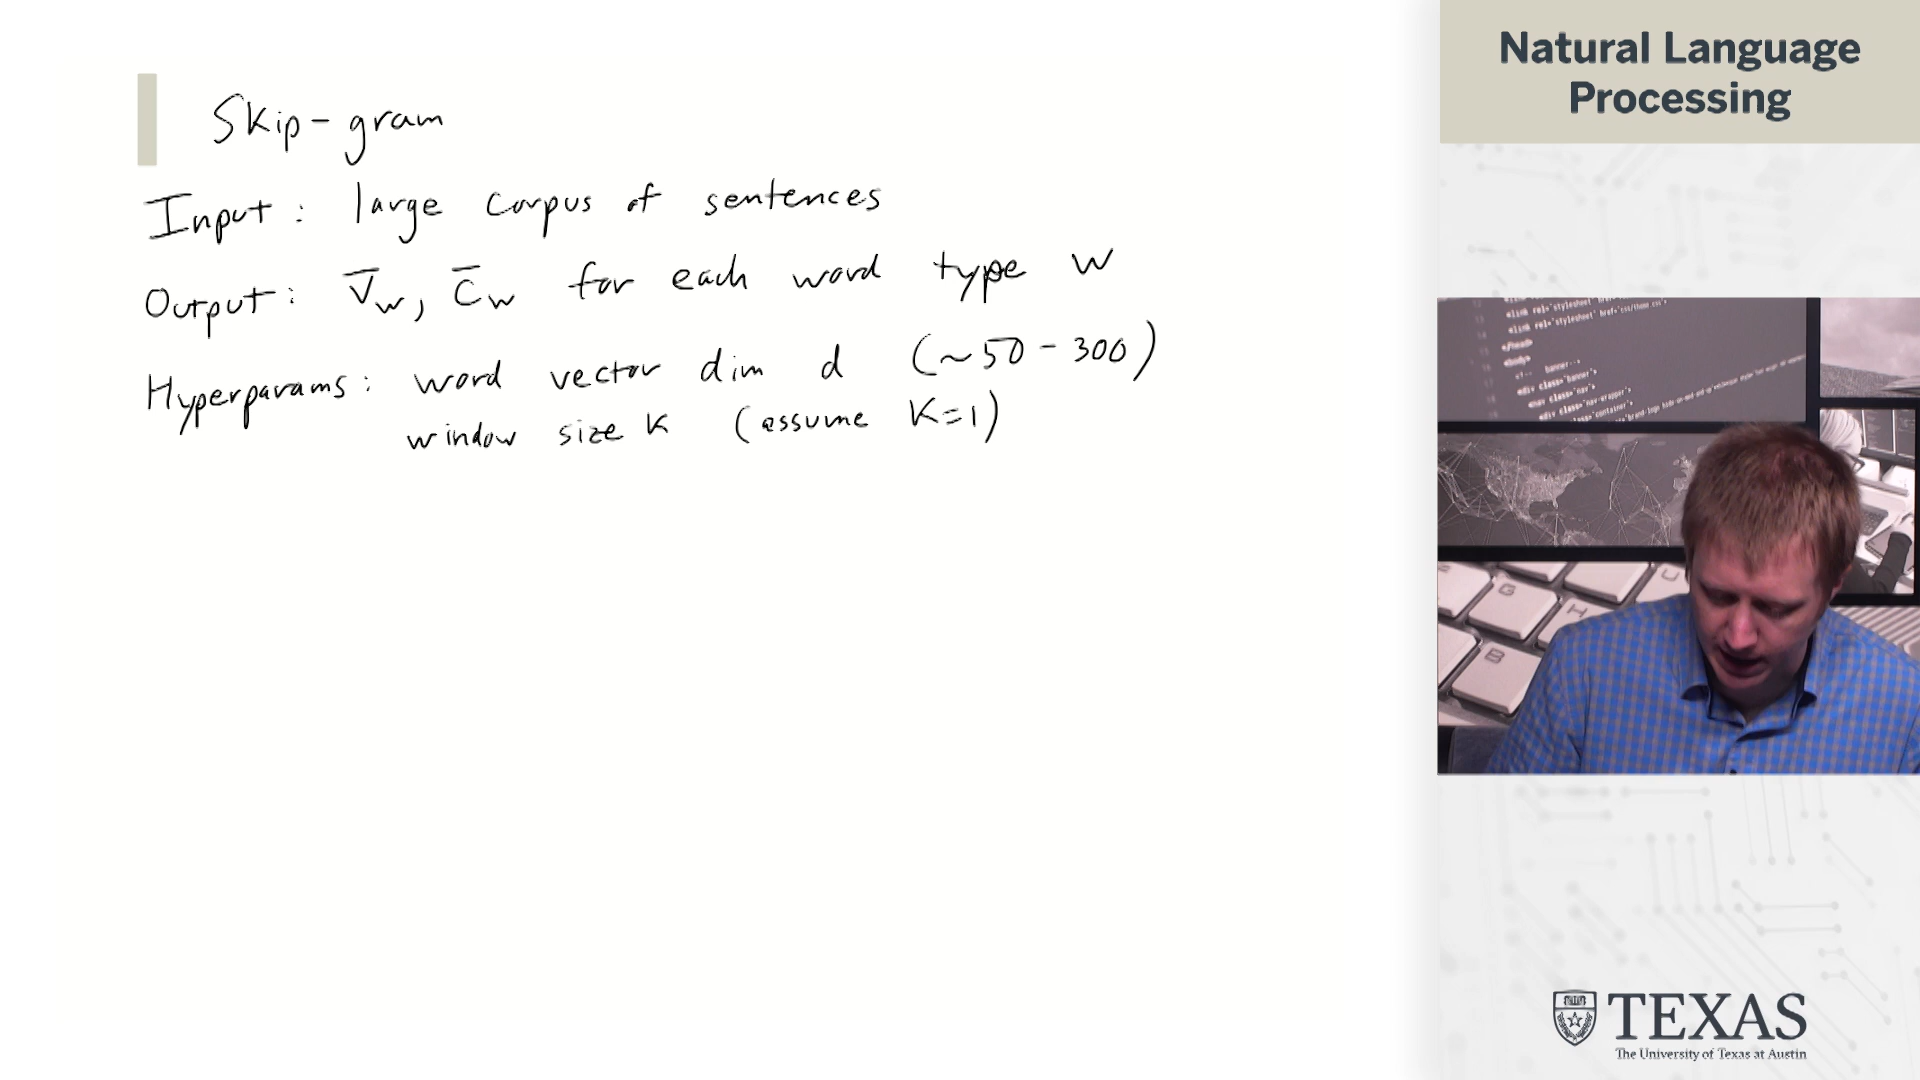 Skip-gram
Input: large corpus of sentences
Output: v̄w, c̄w for each word type w
Hyperparams: word vector dim d (~50-300)
window size k (assume k=1)
Natural Language
Processing
TEXAS
The University of Texas at Austin